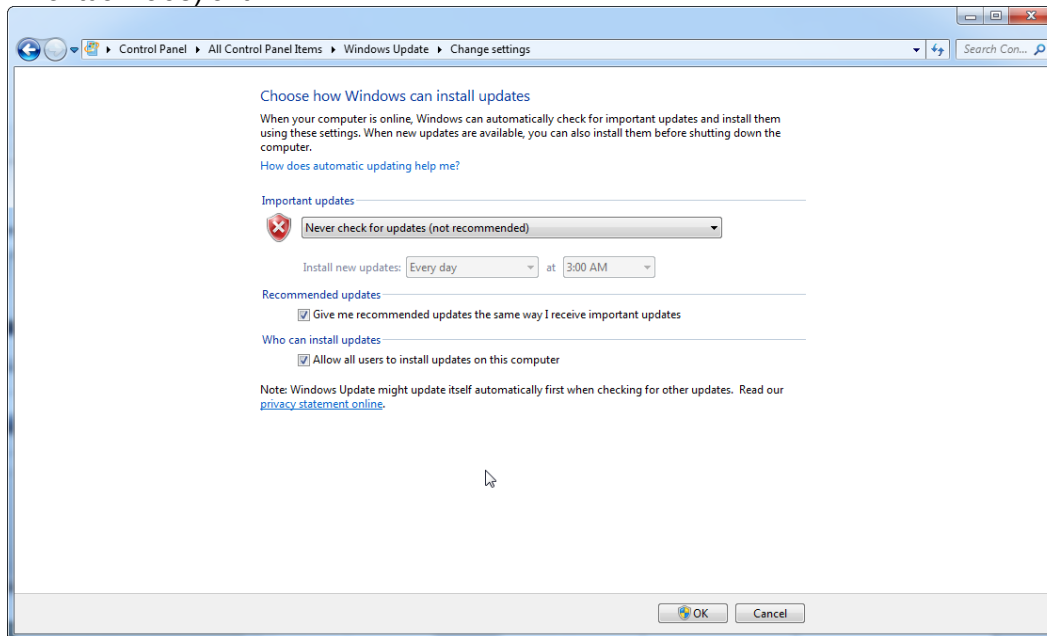 Control Panel ▸ All Control Panel Items ▸ Windows Update ▸ Change settings
Search Con...
Choose how Windows can install updates
When your computer is online, Windows can automatically check for important updates and install them
using these settings. When new updates are available, you can also install them before shutting down the
computer.
How does automatic updating help me?
Important updates
Never check for updates (not recommended)
Install new updates: Every day at 3:00 AM
Recommended updates
Give me recommended updates the same way I receive important updates
Who can install updates
Allow all users to install updates on this computer
Note: Windows Update might update itself automatically first when checking for other updates. Read our
privacy statement online.
OK Cancel